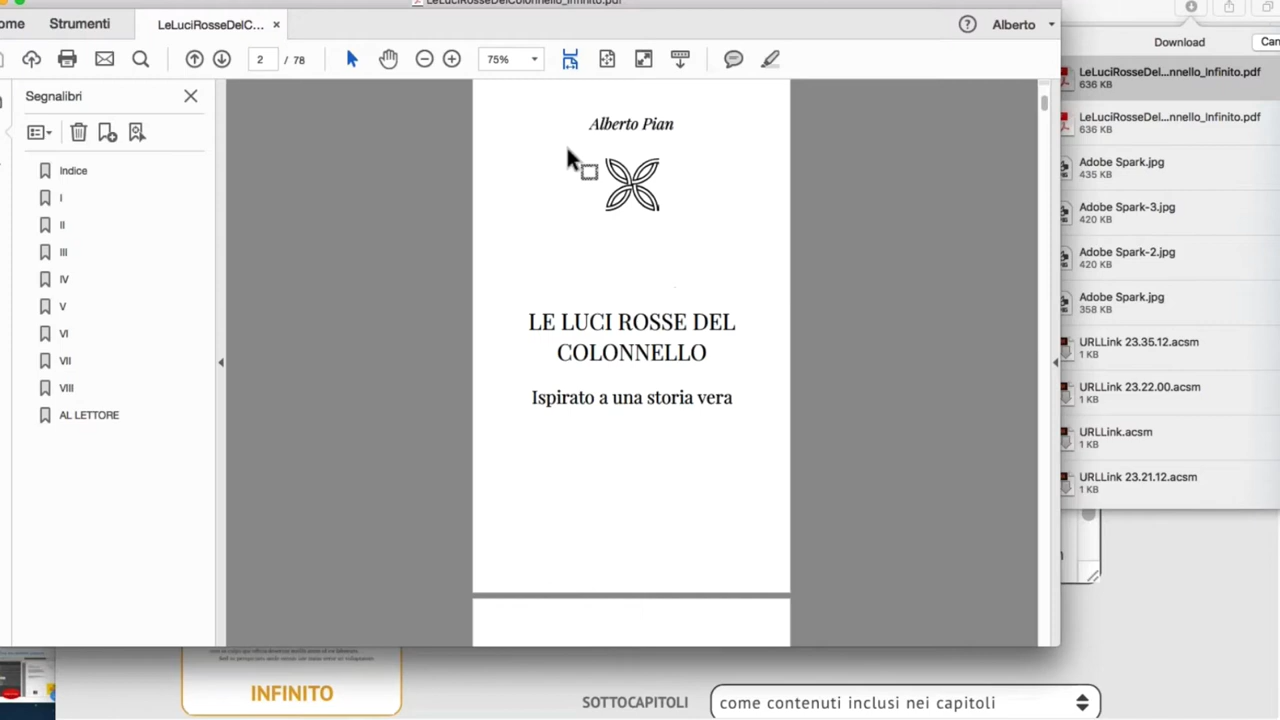 LeLuciRosseDelColonnello_Infinito.pdf
ome
Strumenti
LeLuciRosseDelC... ×
Alberto
2 / 78
75%
Segnalibri
Indice
I
II
III
IV
V
VI
VII
VIII
AL LETTORE
Alberto Pian
LE LUCI ROSSE DEL
COLONNELLO
Ispirato a una storia vera
Download
Can
LeLuciRosseDel...nnello_Infinito.pdf
636 KB
LeLuciRosseDel...nnello_Infinito.pdf
636 KB
Adobe Spark.jpg
435 KB
Adobe Spark-3.jpg
420 KB
Adobe Spark-2.jpg
420 KB
Adobe Spark.jpg
358 KB
URLLink 23.35.12.acsm
1 KB
URLLink 23.22.00.acsm
1 KB
URLLink.acsm
1 KB
URLLink 23.21.12.acsm
1 KB
INFINITO
SOTTOCAPITOLI
come contenuti inclusi nei capitoli